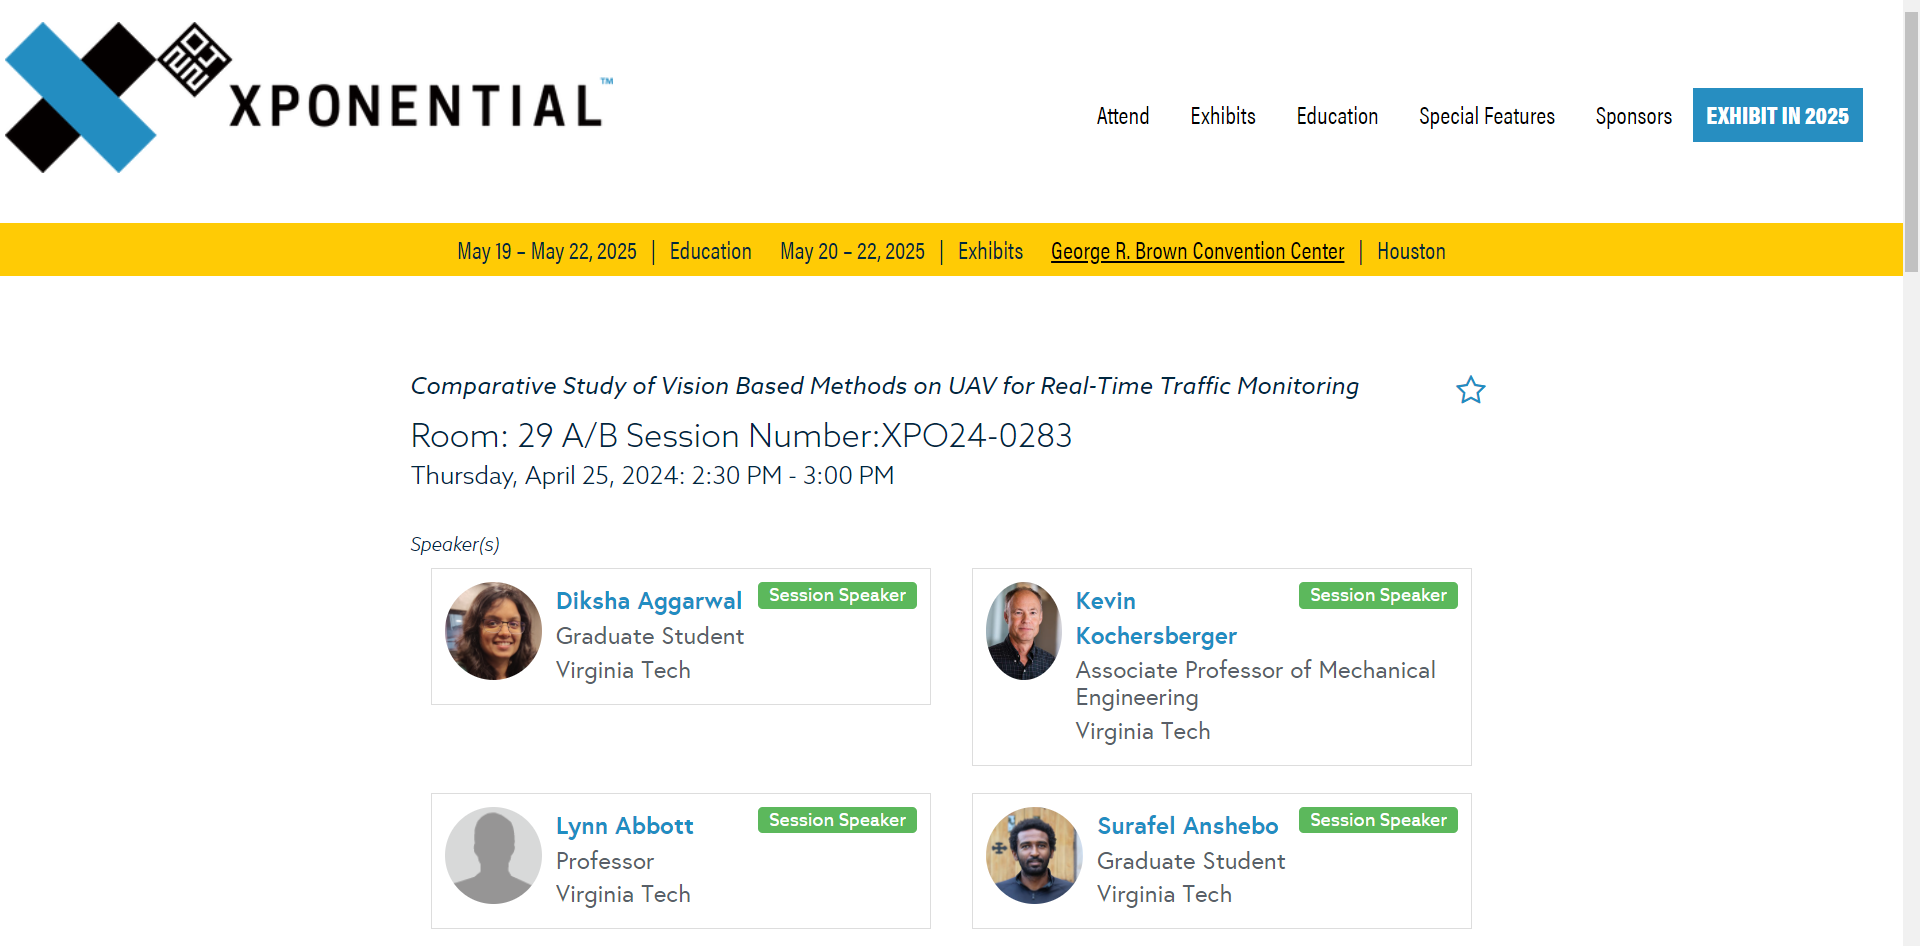 XPONENTIAL™
Attend Exhibits Education Special Features Sponsors EXHIBIT IN 2025
May 19 – May 22, 2025 | Education May 20 – 22, 2025 | Exhibits George R. Brown Convention Center | Houston
Comparative Study of Vision Based Methods on UAV for Real-Time Traffic Monitoring
Room: 29 A/B Session Number:XPO24-0283
Thursday, April 25, 2024: 2:30 PM - 3:00 PM
Speaker(s)
Diksha Aggarwal Session Speaker
Graduate Student
Virginia Tech
Kevin Session Speaker
Kochersberger
Associate Professor of Mechanical
Engineering
Virginia Tech
Lynn Abbott Session Speaker
Professor
Virginia Tech
Surafel Anshebo Session Speaker
Graduate Student
Virginia Tech